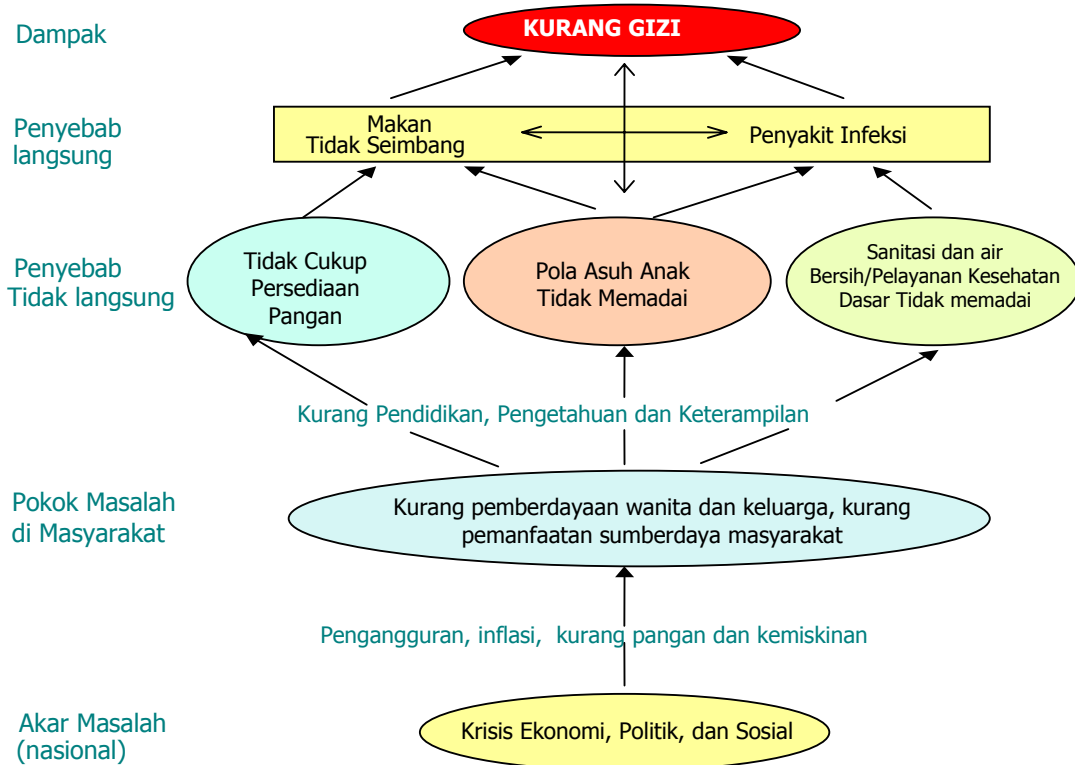 Dampak
KURANG GIZI
Penyebab
langsung
Makan
Tidak Seimbang
Penyakit Infeksi
Penyebab
Tidak langsung
Tidak Cukup
Persediaan
Pangan
Pola Asuh Anak
Tidak Memadai
Sanitasi dan air
Bersih/Pelayanan Kesehatan
Dasar Tidak memadai
Kurang Pendidikan, Pengetahuan dan Keterampilan
Pokok Masalah
di Masyarakat
Kurang pemberdayaan wanita dan keluarga, kurang
pemanfaatan sumberdaya masyarakat
Pengangguran, inflasi, kurang pangan dan kemiskinan
Akar Masalah
(nasional)
Krisis Ekonomi, Politik, dan Sosial